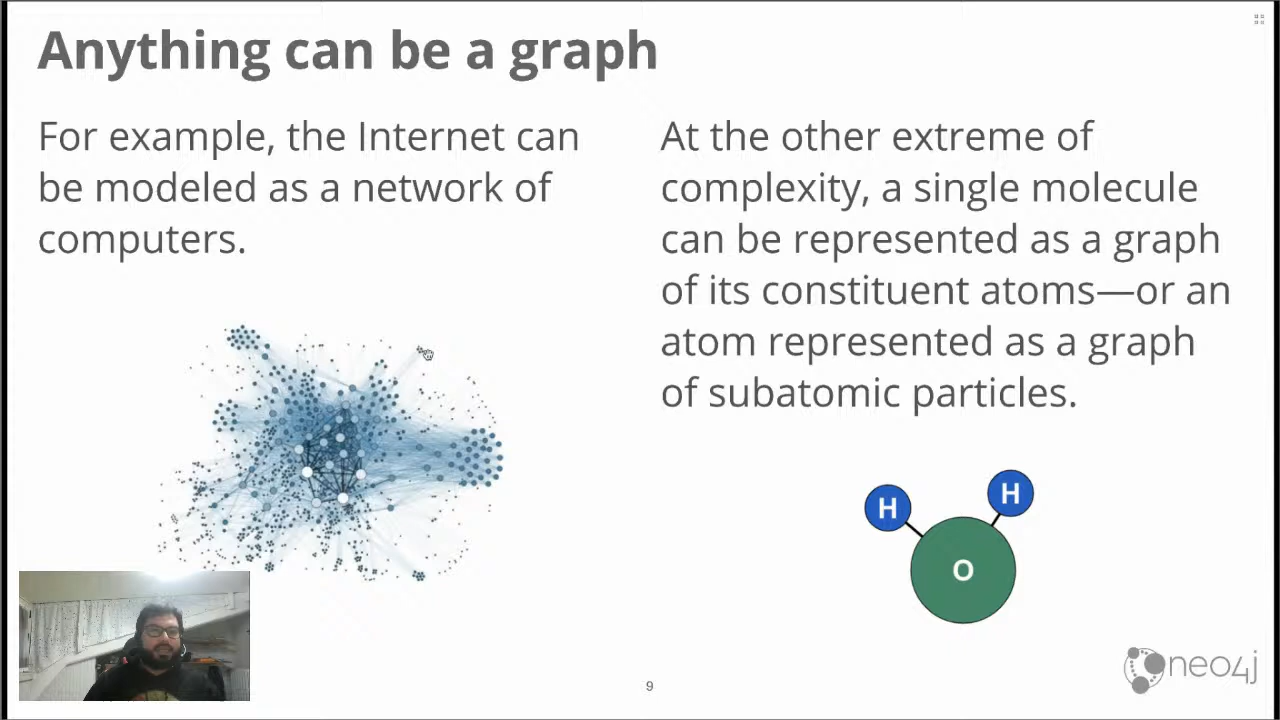 Anything can be a graph
For example, the Internet can
be modeled as a network of
computers.
At the other extreme of
complexity, a single molecule
can be represented as a graph
of its constituent atoms—or an
atom represented as a graph
of subatomic particles.
H
H
O
neo4j
9